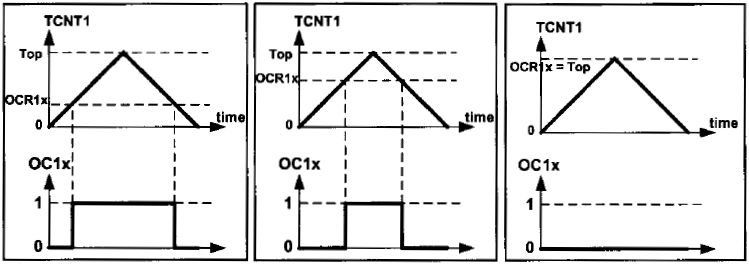 TCNT1
Top
OCR1x
0
time
OC1x
1
0
TCNT1
Top
OCR1x
0
time
OC1x
1
0
TCNT1
OCR1x = Top
0
time
OC1x
1
0